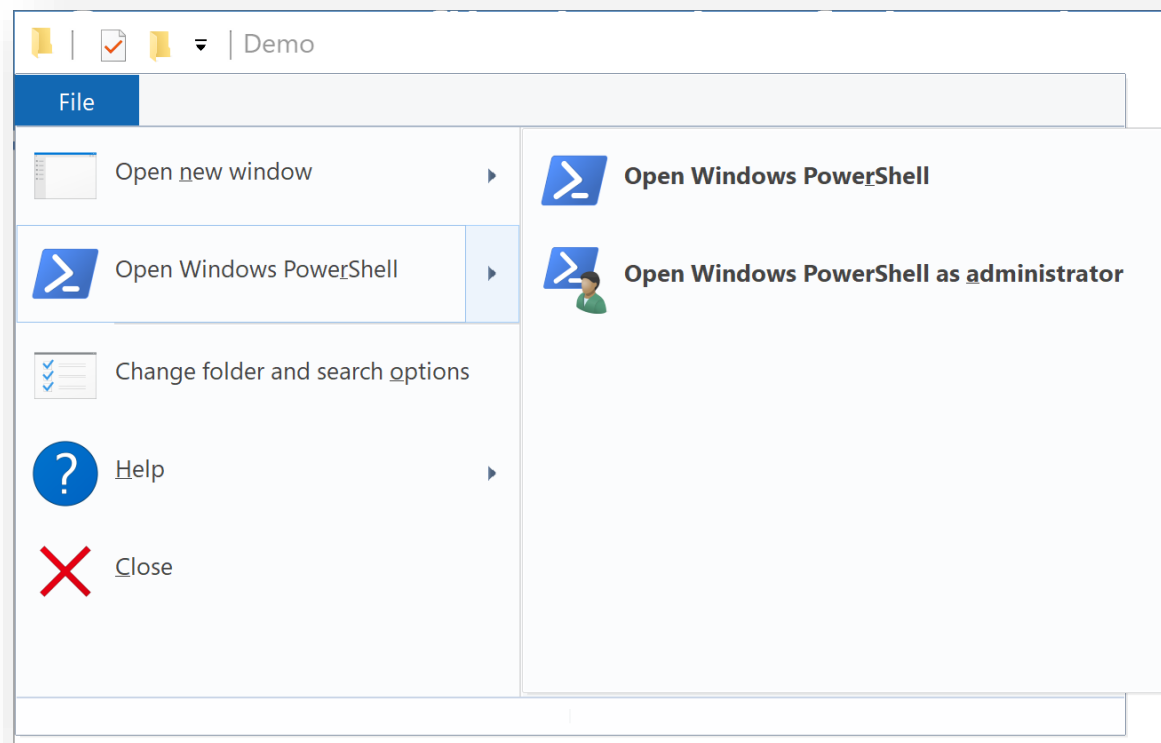 Demo
File
Open new window
Open Windows PowerShell
Change folder and search options
Help
Close
Open Windows PowerShell
Open Windows PowerShell as administrator